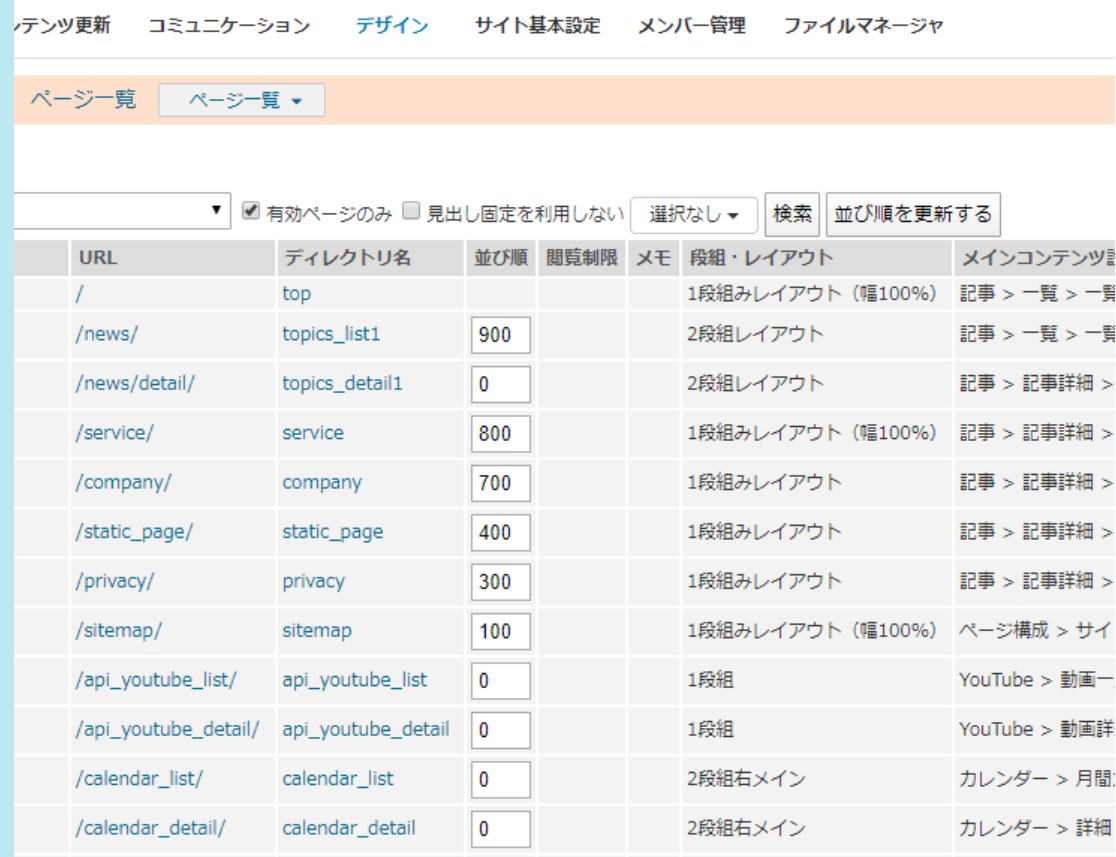 ンテンツ更新 コミュニケーション デザイン サイト基本設定 メンバー管理 ファイルマネージャ
ページ一覧 ページ一覧
有効ページのみ 見出し固定を利用しない 選択なし 検索 並び順を更新する
URL ディレクトリ名 並び順 閲覧制限 メモ 段組・レイアウト メインコンテンツ
/ top 1段組みレイアウト（幅100%） 記事 > 一覧 > 一覧
/news/ topics_list1 900 2段組レイアウト 記事 > 一覧 > 一覧
/news/detail/ topics_detail1 0 2段組レイアウト 記事 > 記事詳細 >
/service/ service 800 1段組みレイアウト（幅100%） 記事 > 記事詳細 >
/company/ company 700 1段組みレイアウト 記事 > 記事詳細 >
/static_page/ static_page 400 1段組みレイアウト 記事 > 記事詳細 >
/privacy/ privacy 300 1段組みレイアウト 記事 > 記事詳細 >
/sitemap/ sitemap 100 1段組みレイアウト（幅100%） ページ構成 > サイ
/api_youtube_list/ api_youtube_list 0 1段組 YouTube > 動画一
/api_youtube_detail/ api_youtube_detail 0 1段組 YouTube > 動画詳
/calendar_list/ calendar_list 0 2段組右メイン カレンダー > 月間
/calendar_detail/ calendar_detail 0 2段組右メイン カレンダー > 詳細